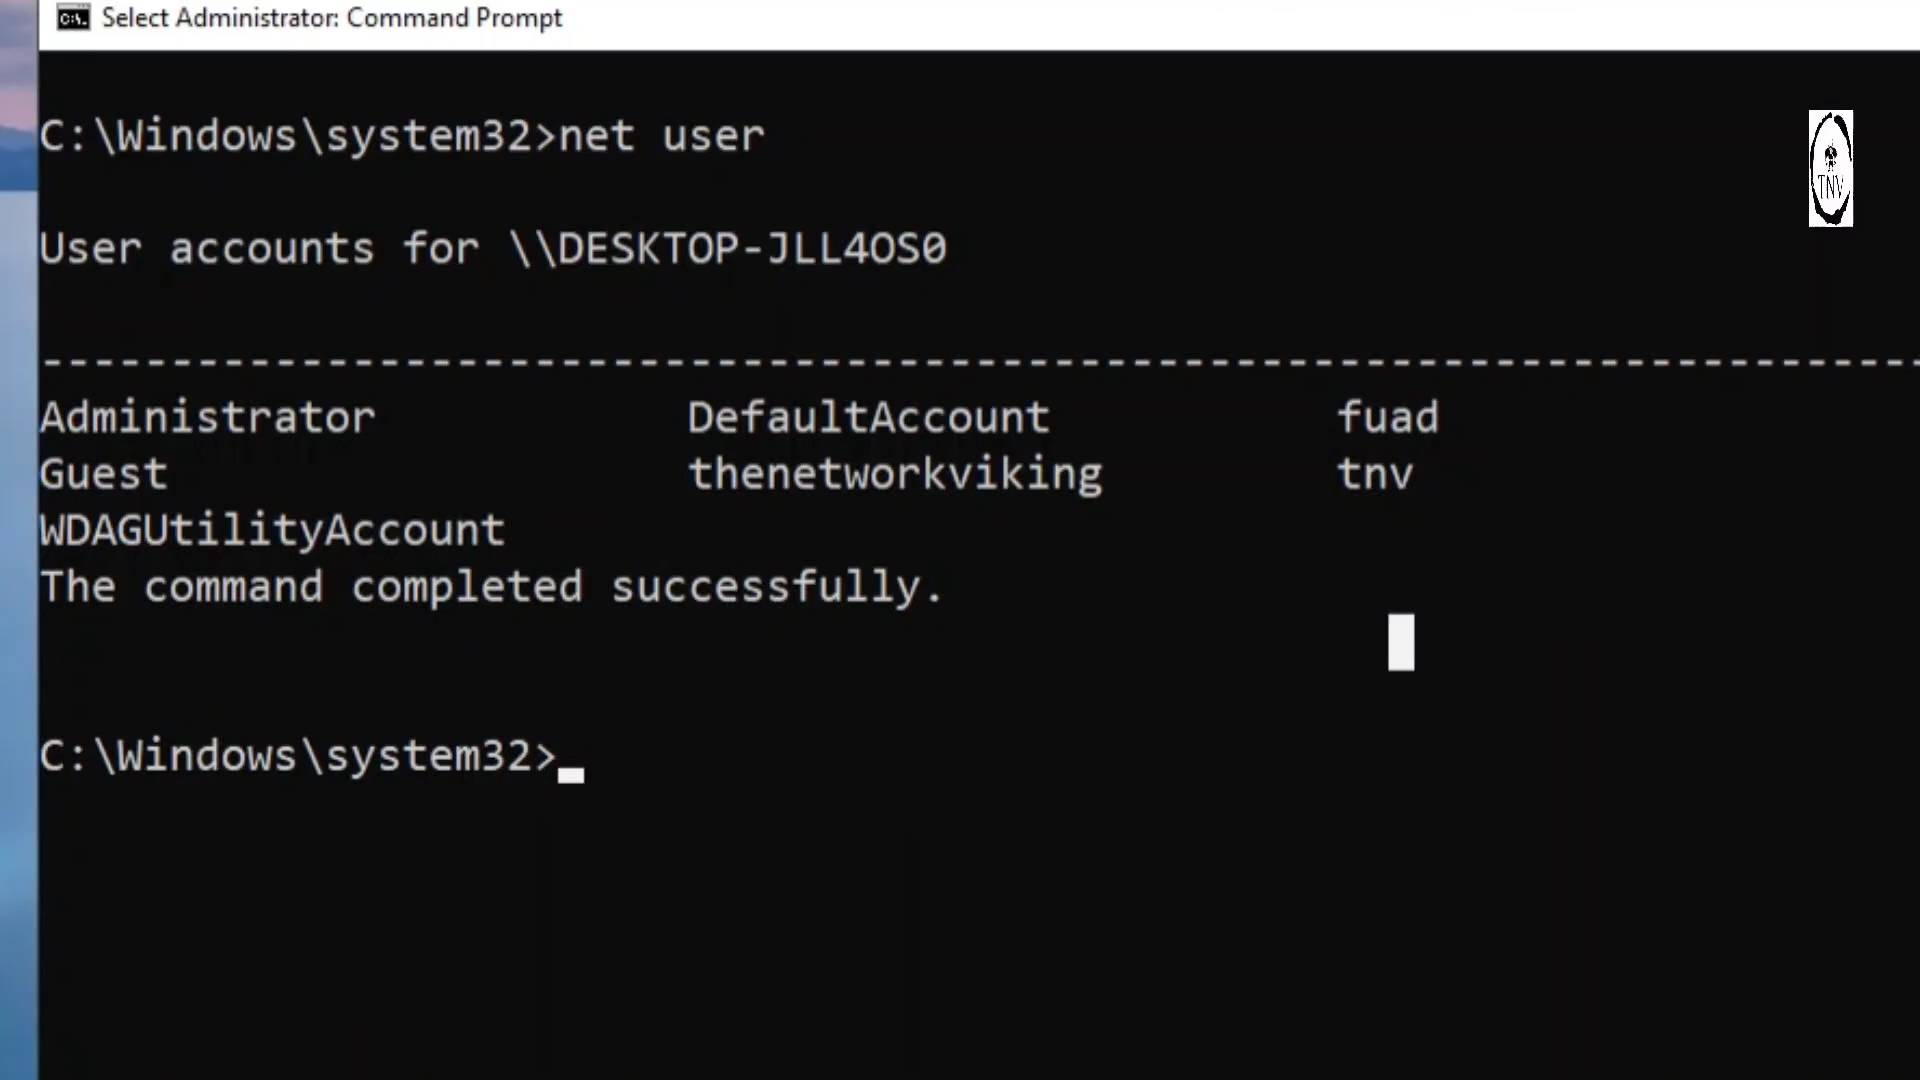 Select Administrator: Command Prompt
C:\Windows\system32>net user
TNV
User accounts for \\DESKTOP-JLL4OS0
-------------------------------------------------------------------------
Administrator DefaultAccount fuad
Guest thenetworkviking tnv
WDAGUtilityAccount
The command completed successfully.
C:\Windows\system32>